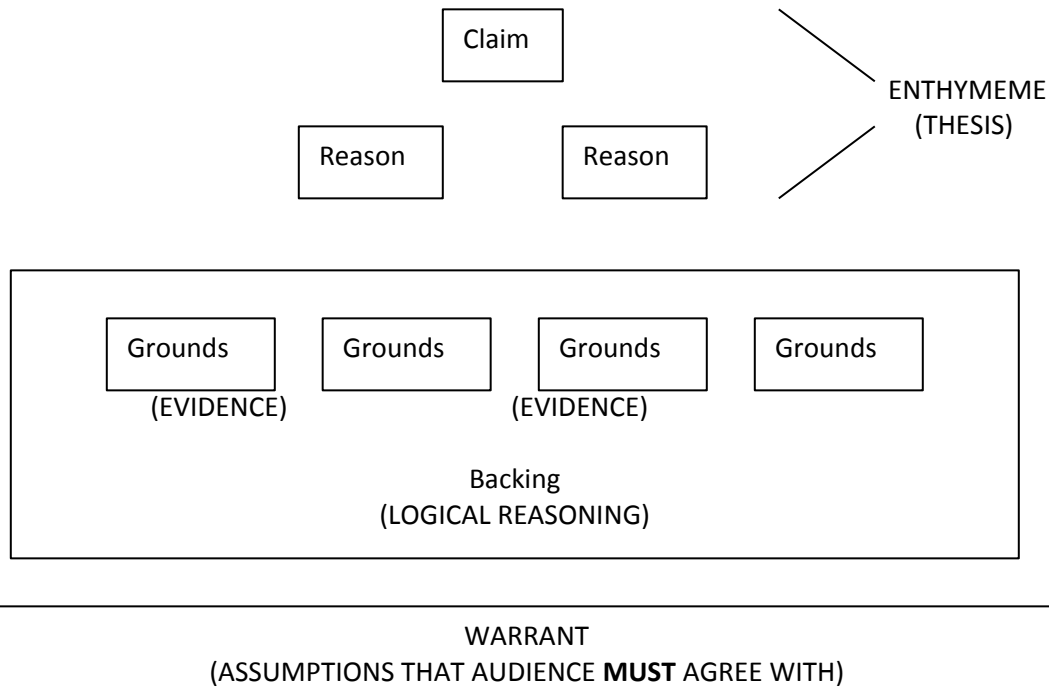 Claim
ENTHYMEME
(THESIS)
Reason Reason
Grounds Grounds Grounds Grounds
(EVIDENCE) (EVIDENCE)
Backing
(LOGICAL REASONING)
WARRANT
(ASSUMPTIONS THAT AUDIENCE MUST AGREE WITH)